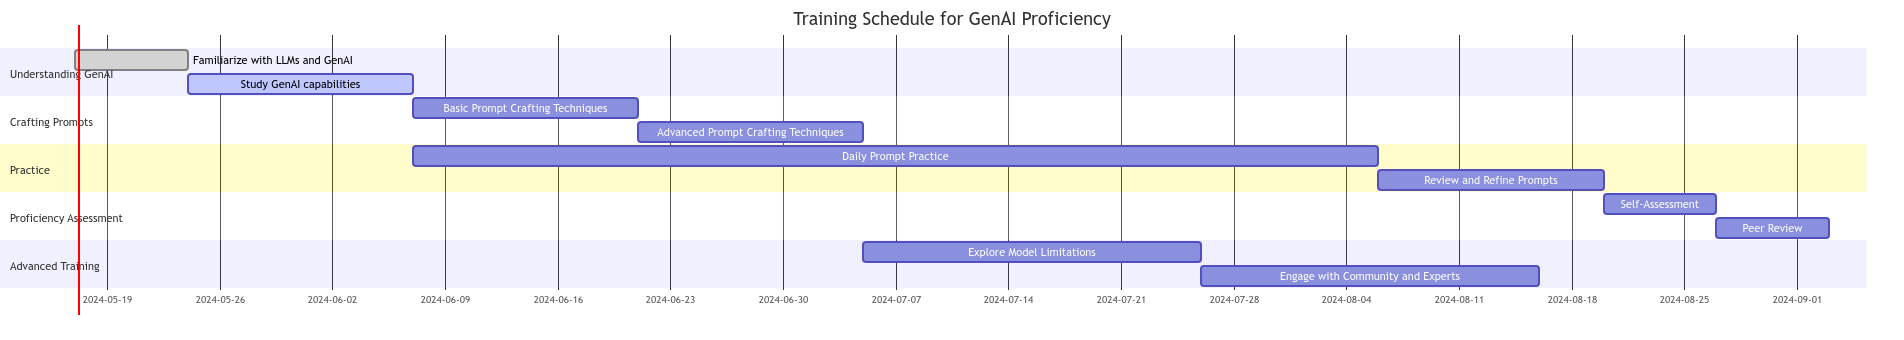 Training Schedule for GenAI Proficiency
Familiarize with LLMs and GenAI
Understanding GenAI
Study GenAI capabilities
Basic Prompt Crafting Techniques
Crafting Prompts
Advanced Prompt Crafting Techniques
Daily Prompt Practice
Practice
Review and Refine Prompts
Self-Assessment
Proficiency Assessment
Peer Review
Explore Model Limitations
Advanced Training
Engage with Community and Experts
2024-05-19 2024-05-26 2024-06-02 2024-06-09 2024-06-16 2024-06-23 2024-06-30 2024-07-07 2024-07-14 2024-07-21 2024-07-28 2024-08-04 2024-08-11 2024-08-18 2024-08-25 2024-09-01